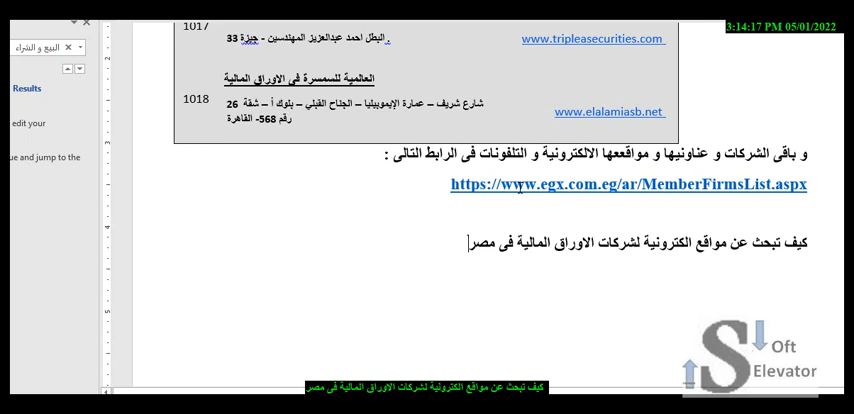 3:14:17 PM 05/01/2022
البيع و الشراء
Results
edit your
ue and jump to the
1017
33 البطل احمد عبدالعزيز المهندسين - جيزة .
www.tripleasecurities.com
العالمية للسمسرة فى الاوراق المالية
1018
26 شارع شريف – عمارة الإيموبيليا – الجناح القبلي – بلوك أ – شقة
رقم 568- القاهرة
www.elalamiasb.net
و باقى الشركات و عناوينها و مواقععها الالكترونية و التلفونات فى الرابط التالى :
https://www.egx.com.eg/ar/MemberFirmsList.aspx
كيف تبحث عن مواقع الكترونية لشركات الاوراق المالية فى مصر
Soft
Elevator
كيف تبحث عن مواقع الكترونية لشركات الاوراق المالية فى مصر